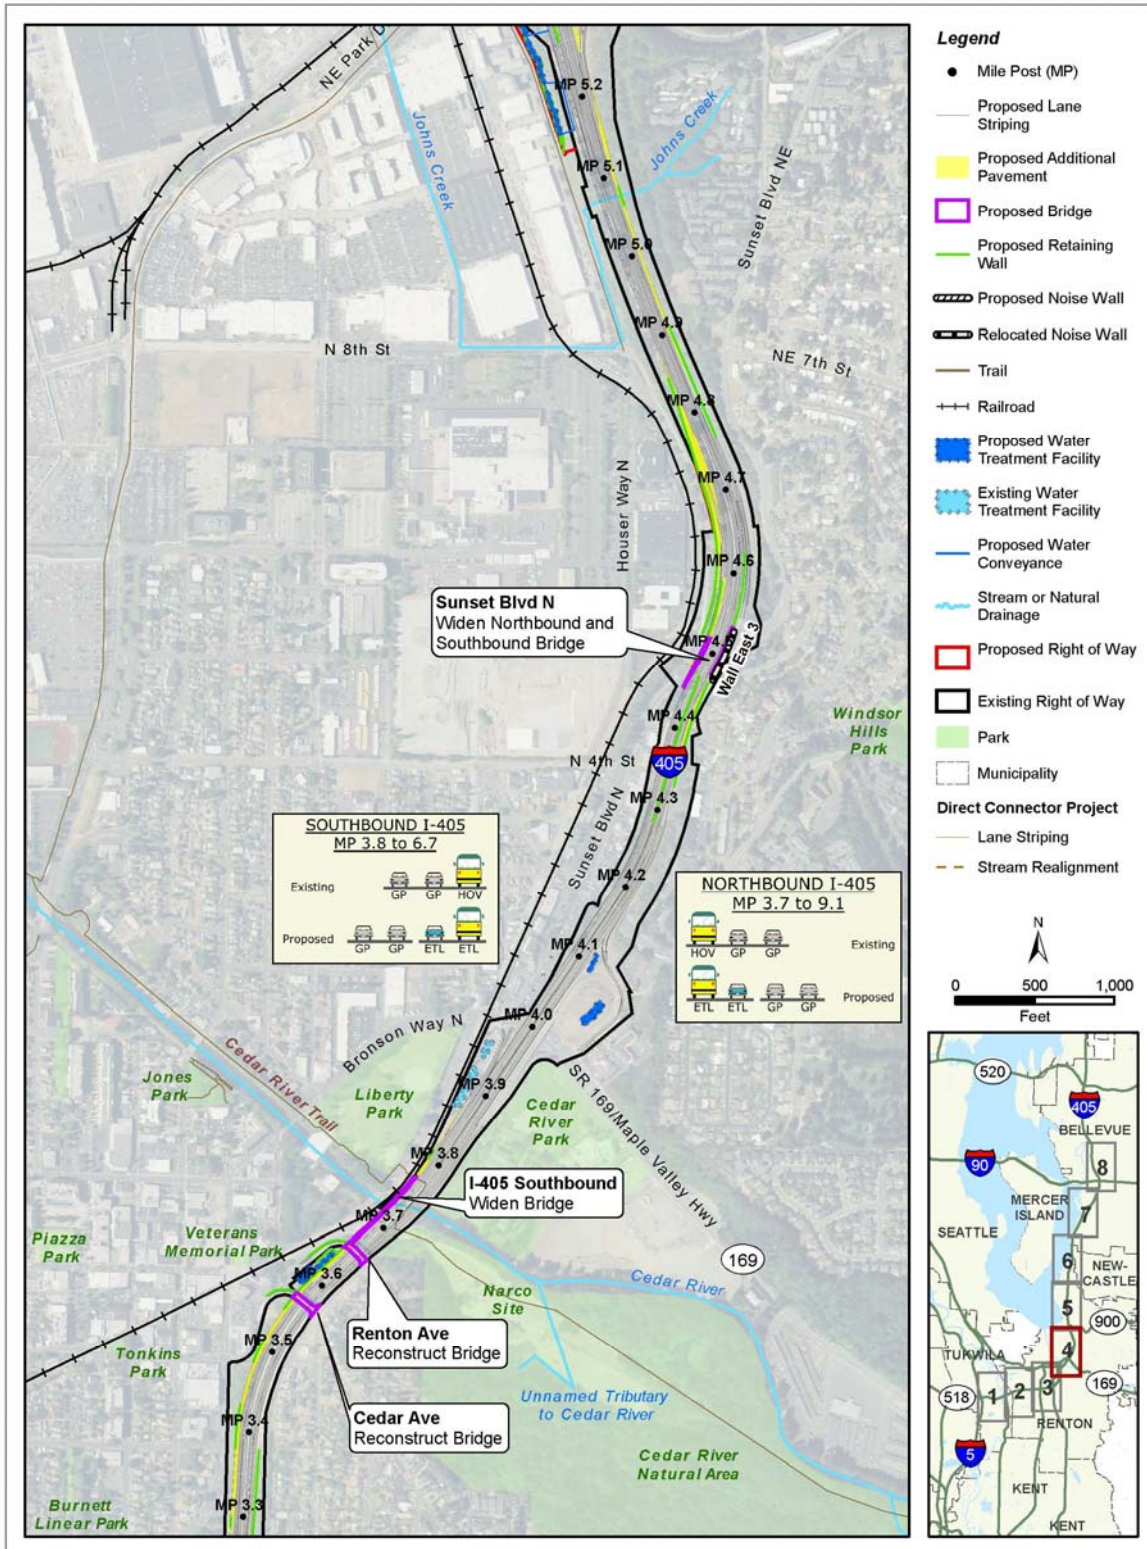 NE Park D
Johns Creek
Johns Creek
Sunset Blvd NE
MP 5.2
MP 5.1
MP 5.0
MP 4.9
N 8th St
NE 7th St
MP 4.8
MP 4.7
Houser Way N
MP 4.6
Sunset Blvd N
Widen Northbound and
Southbound Bridge
MP 4.5
Wall East 3
MP 4.4
Windsor
Hills
Park
N 4th St
405
MP 4.3
Sunset Blvd N
SOUTHBOUND I-405
MP 3.8 to 6.7
Existing
GP GP HOV
Proposed
GP GP ETL ETL
MP 4.2
NORTHBOUND I-405
MP 3.7 to 9.1
HOV GP GP
Existing
ETL ETL GP GP
Proposed
MP 4.1
MP 4.0
Bronson Way N
Cedar River Trail
Jones
Park
Liberty
Park
MP 3.9
Cedar
River
Park
SR 169/Maple Valley Hwy
MP 3.8
I-405 Southbound
Widen Bridge
MP 3.7
Piazza
Park
Veterans
Memorial Park
169
MP 3.6
Narco
Site
Cedar River
Renton Ave
Reconstruct Bridge
MP 3.5
Tonkins
Park
Unnamed Tributary
to Cedar River
Cedar Ave
Reconstruct Bridge
MP 3.4
Cedar River
Natural Area
MP 3.3
Burnett
Linear Park
Legend
Mile Post (MP)
Proposed Lane
Striping
Proposed Additional
Pavement
Proposed Bridge
Proposed Retaining
Wall
Proposed Noise Wall
Relocated Noise Wall
Trail
Railroad
Proposed Water
Treatment Facility
Existing Water
Treatment Facility
Proposed Water
Conveyance
Stream or Natural
Drainage
Proposed Right of Way
Existing Right of Way
Park
Municipality
Direct Connector Project
Lane Striping
Stream Realignment
N
0 500 1,000
Feet
520
405
BELLEVUE
90
8
MERCER
ISLAND
7
SEATTLE
6
NEW-
CASTLE
5
900
4
TUKWILA
169
518
1
2
3
RENTON
5
KENT
KENT